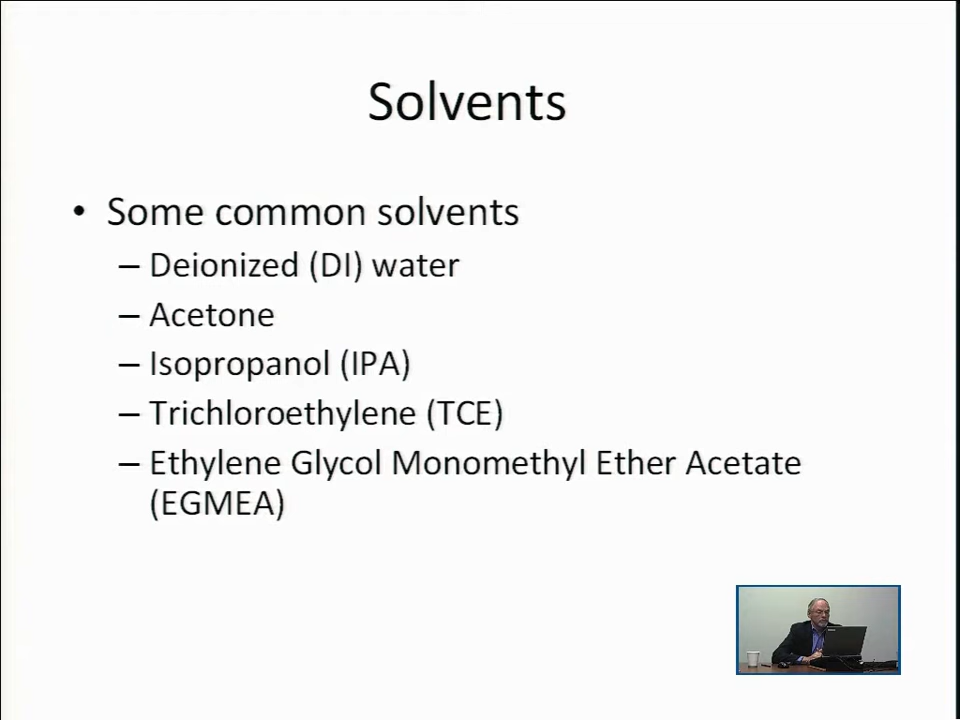 Solvents
• Some common solvents
– Deionized (DI) water
– Acetone
– Isopropanol (IPA)
– Trichloroethylene (TCE)
– Ethylene Glycol Monomethyl Ether Acetate
(EGMEA)